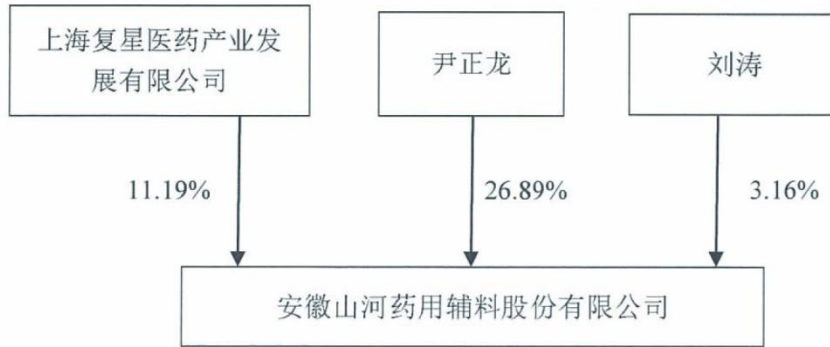 上海复星医药产业发
展有限公司
尹正龙
刘涛
11.19%
26.89%
3.16%
安徽山河药用辅料股份有限公司